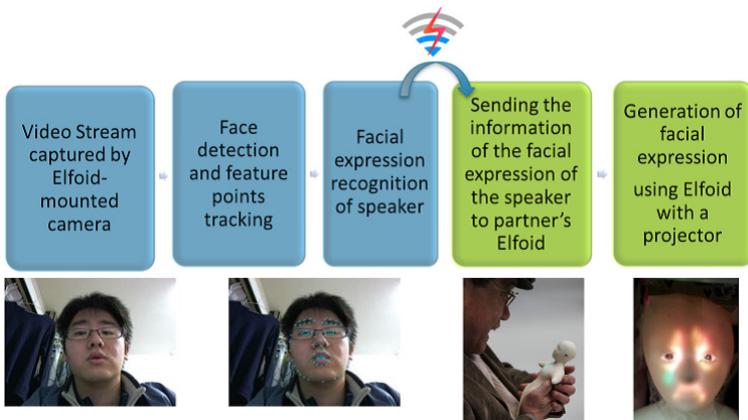 Video Stream
captured by
Elfoid-
mounted
camera
Face
detection
and feature
points
tracking
Facial
expression
recognition
of speaker
Sending the
information
of the facial
expression of
the speaker
to partner's
Elfoid
Generation of
facial
expression
using Elfoid
with a
projector